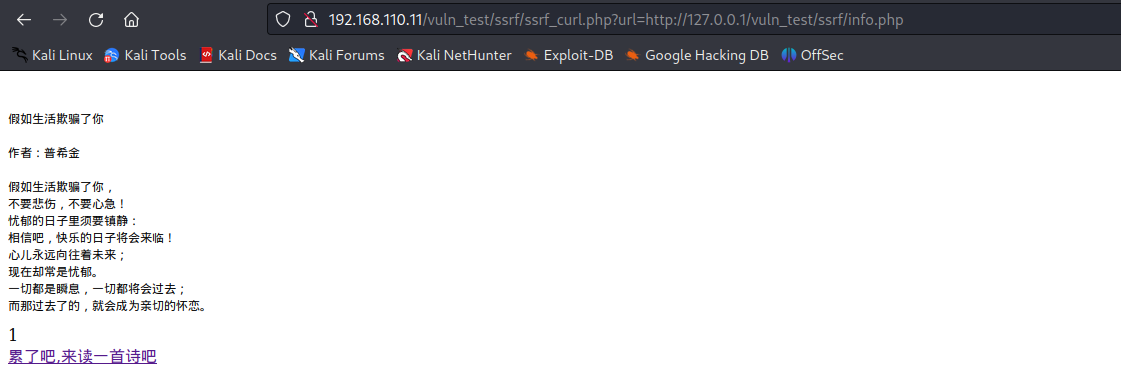 192.168.110.11/vuln_test/ssrf/ssrf_curl.php?url=http://127.0.0.1/vuln_test/ssrf/info.php
Kali Linux Kali Tools Kali Docs Kali Forums Kali NetHunter Exploit-DB Google Hacking DB OffSec
假如生活欺骗了你
作者：普希金
假如生活欺骗了你，
不要悲伤，不要心急！
忧郁的日子里须要镇静：
相信吧，快乐的日子将会来临！
心儿永远向往着未来；
现在却常是忧郁。
一切都是瞬息，一切都将会过去；
而那过去了的，就会成为亲切的怀恋。
1
累了吧,来读一首诗吧